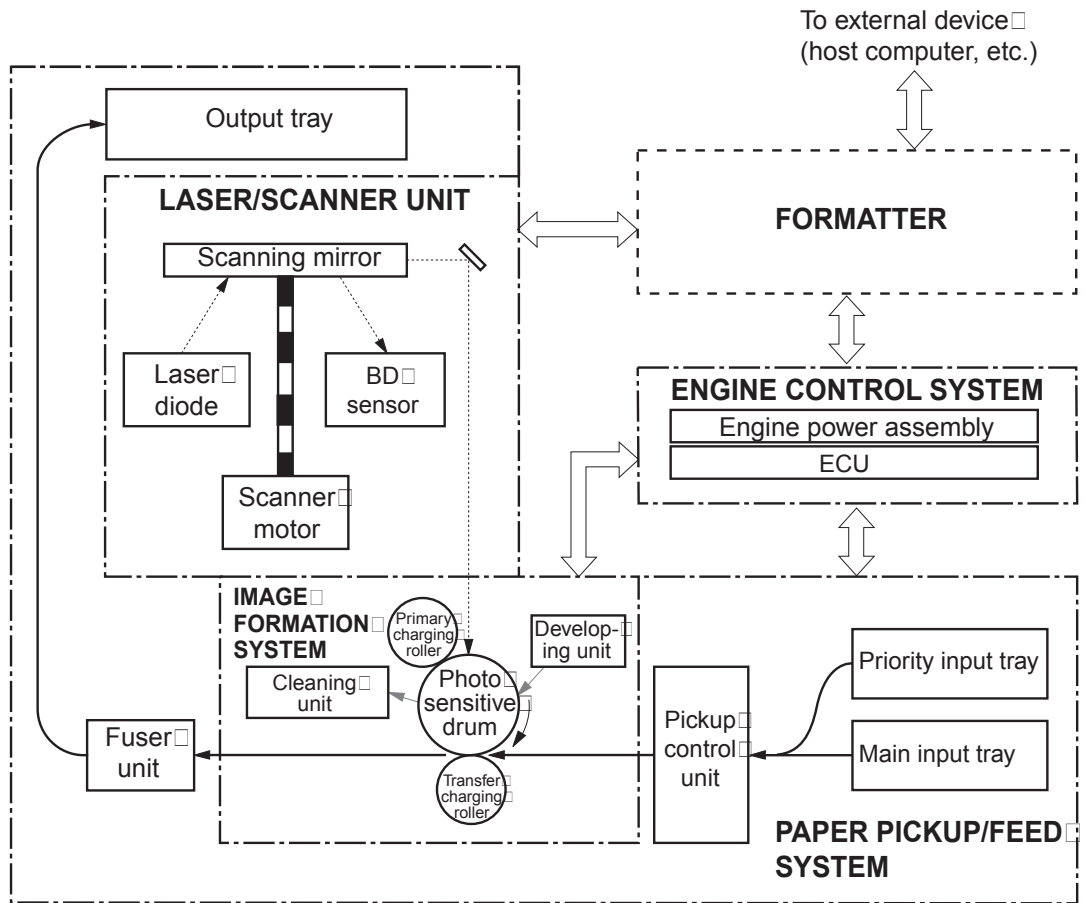 To external device
(host computer, etc.)
Output tray
LASER/SCANNER UNIT
FORMATTER
Scanning mirror
Laser
diode
BD
sensor
ENGINE CONTROL SYSTEM
Engine power assembly
ECU
Scanner
motor
IMAGE
FORMATION
SYSTEM
Primary
charging
roller
Develop-
ing unit
Cleaning
unit
Photo
sensitive
drum
Priority input tray
Pickup
control
unit
Main input tray
Fuser
unit
Transfer
charging
roller
PAPER PICKUP/FEED
SYSTEM